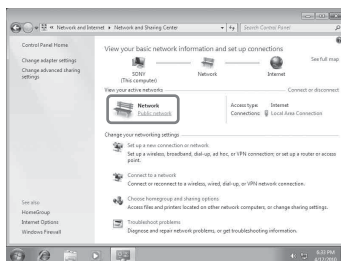 « Network and Internet ▸ Network and Sharing Center
Search Control Panel
Control Panel Home
Change adapter settings
Change advanced sharing
settings
View your basic network information and set up connections
See full map
SONY
(This computer)
Network
Internet
View your active networks
Connect or disconnect
Network
Public network
Access type: Internet
Connections: Local Area Connection
Change your networking settings
Set up a new connection or network
Set up a wireless, broadband, dial-up, ad hoc, or VPN connection; or set up a router or access
point.
Connect to a network
Connect or reconnect to a wireless, wired, dial-up, or VPN network connection.
Choose homegroup and sharing options
Access files and printers located on other network computers, or change sharing settings.
Troubleshoot problems
Diagnose and repair network problems, or get troubleshooting information.
See also
HomeGroup
Internet Options
Windows Firewall